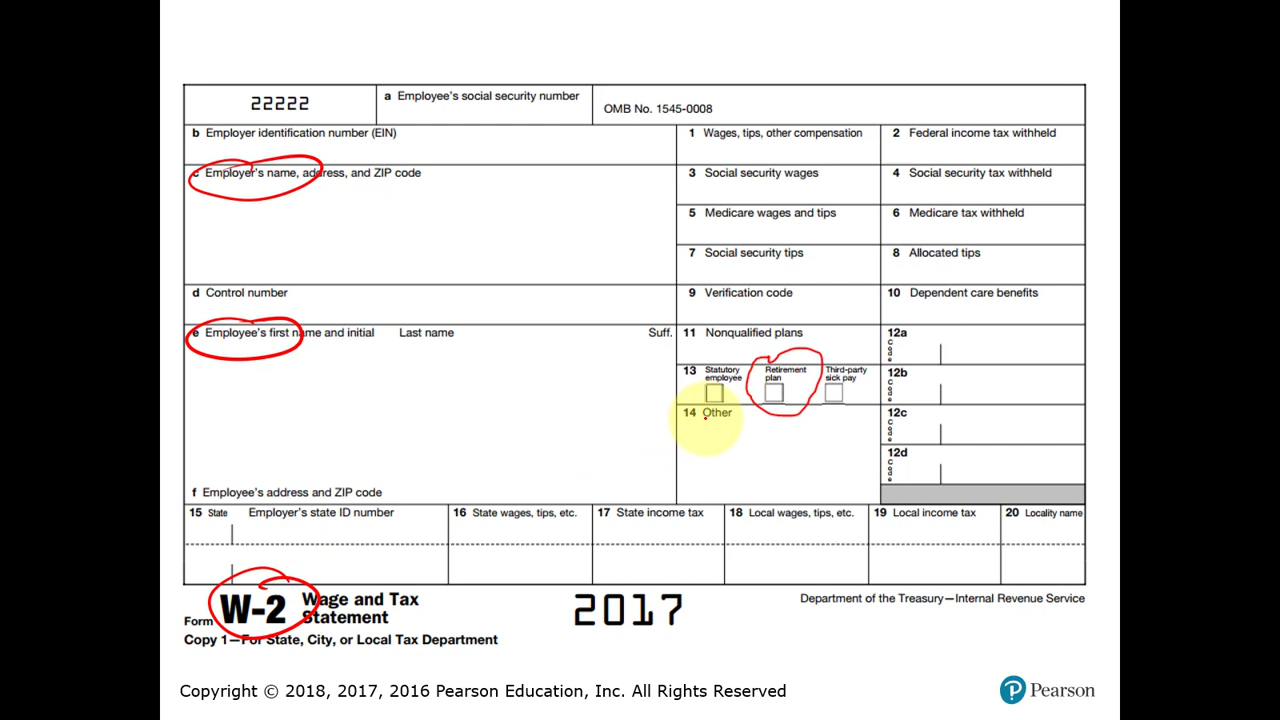 22222
a Employee's social security number
OMB No. 1545-0008
b Employer identification number (EIN)
1 Wages, tips, other compensation
2 Federal income tax withheld
c Employer's name, address, and ZIP code
3 Social security wages
4 Social security tax withheld
5 Medicare wages and tips
6 Medicare tax withheld
7 Social security tips
8 Allocated tips
d Control number
9 Verification code
10 Dependent care benefits
e Employee's first name and initial Last name Suff.
11 Nonqualified plans
12a
Code
13 Statutory employee
Retirement plan
Third-party sick pay
12b
Code
14 Other
12c
Code
12d
Code
f Employee's address and ZIP code
15 State Employer's state ID number
16 State wages, tips, etc.
17 State income tax
18 Local wages, tips, etc.
19 Local income tax
20 Locality name
Form W-2 Wage and Tax Statement
2017
Department of the Treasury—Internal Revenue Service
Copy 1—For State, City, or Local Tax Department
Copyright © 2018, 2017, 2016 Pearson Education, Inc. All Rights Reserved
P Pearson